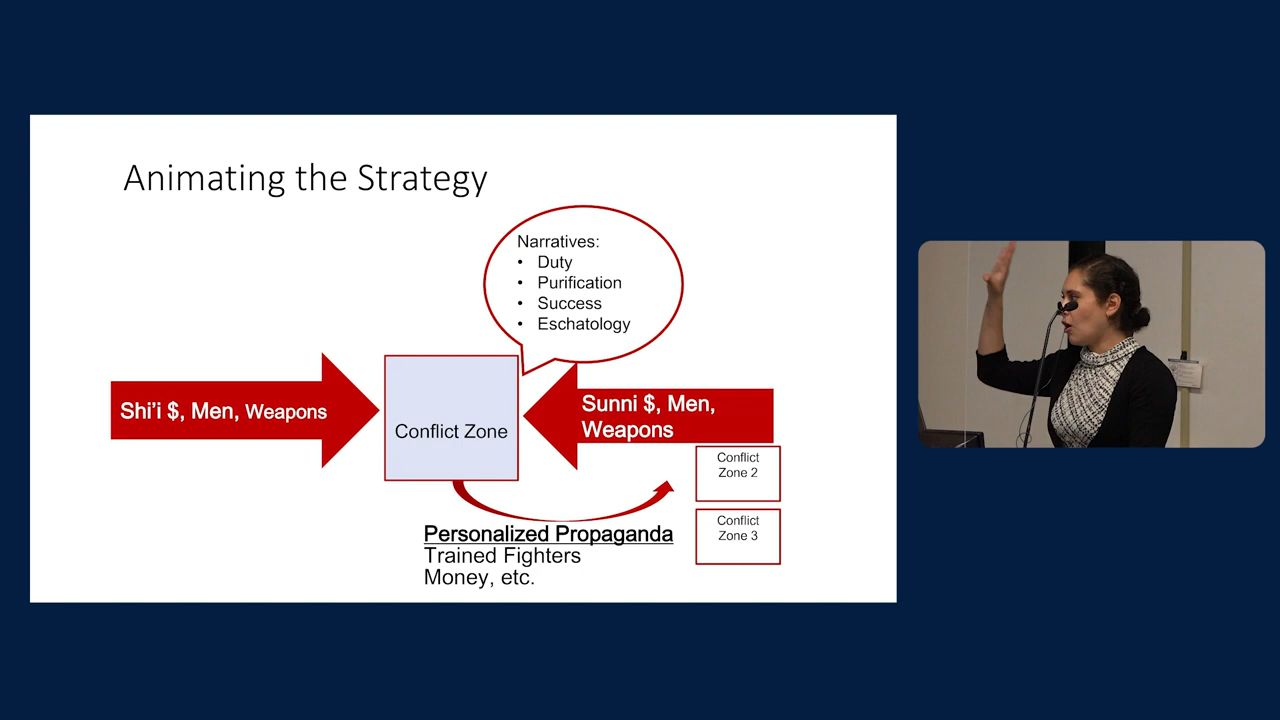 Animating the Strategy
Narratives:
• Duty
• Purification
• Success
• Eschatology
Shi'i $, Men, Weapons
Conflict Zone
Sunni $, Men,
Weapons
Conflict
Zone 2
Conflict
Zone 3
Personalized Propaganda
Trained Fighters
Money, etc.